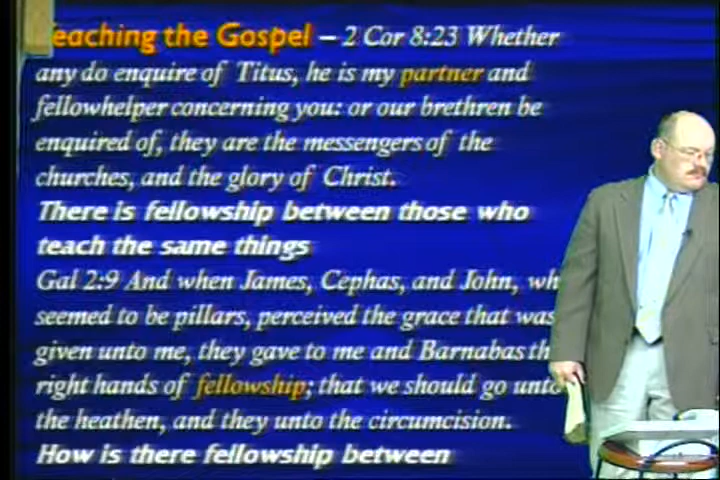 eaching the Gospel – 2 Cor 8:23 Whether
any do enquire of Titus, he is my partner and
fellowhelper concerning you: or our brethren be
enquired of, they are the messengers of the
churches, and the glory of Christ.
There is fellowship between those who
teach the same things
Gal 2:9 And when James, Cephas, and John, wh
seemed to be pillars, perceived the grace that was
given unto me, they gave to me and Barnabas th
right hands of fellowship; that we should go unto
the heathen, and they unto the circumcision.
How is there fellowship between